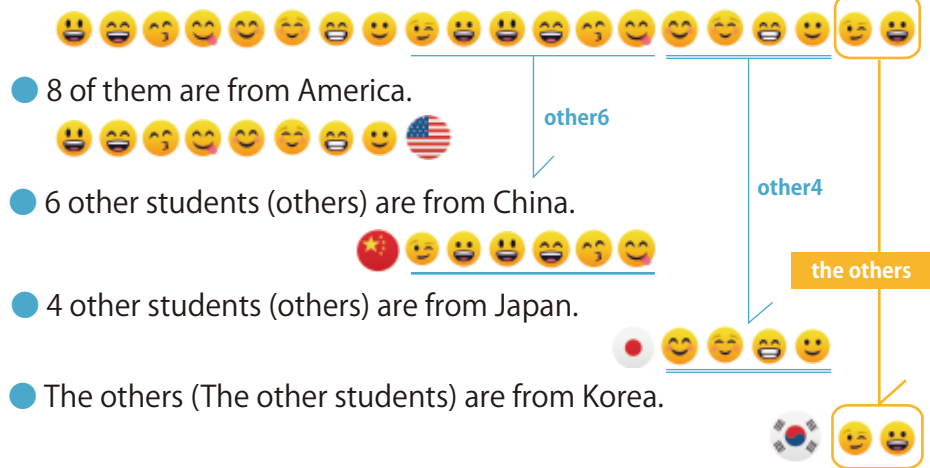 8 of them are from America.
other6
other4
6 other students (others) are from China.
the others
4 other students (others) are from Japan.
The others (The other students) are from Korea.